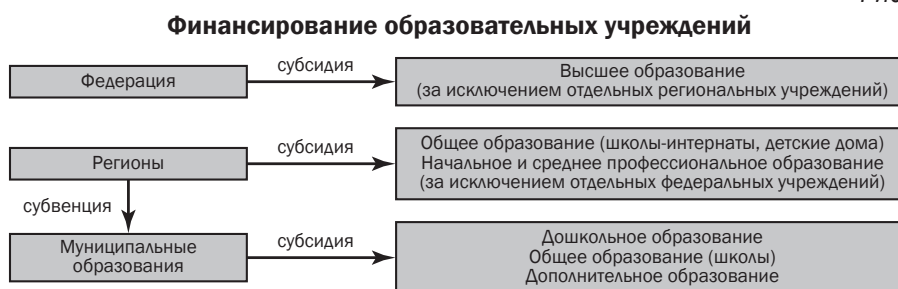 Финансирование образовательных учреждений
Федерация
субсидия
Высшее образование
(за исключением отдельных региональных учреждений)
Регионы
субсидия
Общее образование (школы-интернаты, детские дома)
Начальное и среднее профессиональное образование
(за исключением отдельных федеральных учреждений)
субвенция
Муниципальные
образования
субсидия
Дошкольное образование
Общее образование (школы)
Дополнительное образование